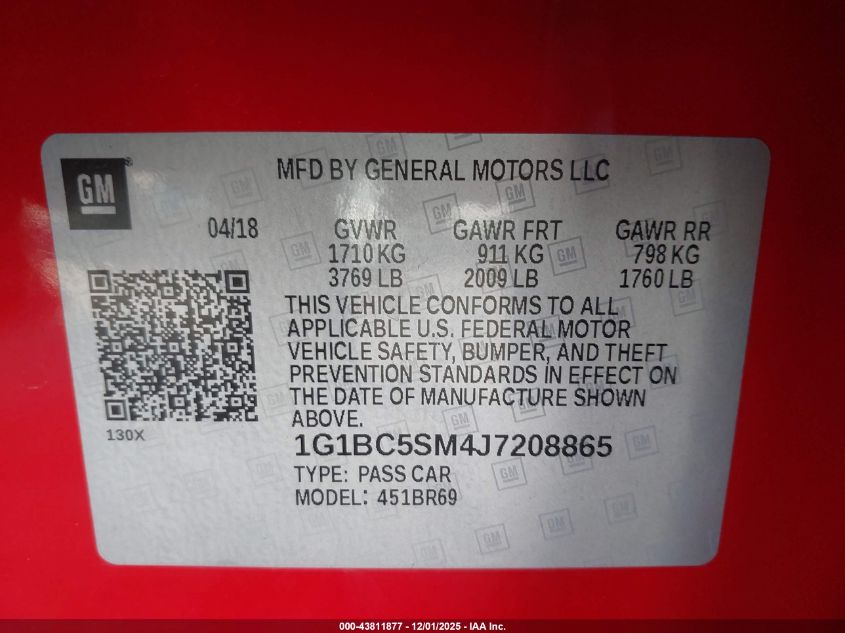 GM
MFD BY GENERAL MOTORS LLC
04/18 GVWR GAWR FRT GAWR RR
1710 KG 911 KG 798 KG
3769 LB 2009 LB 1760 LB
THIS VEHICLE CONFORMS TO ALL
APPLICABLE U.S. FEDERAL MOTOR
VEHICLE SAFETY, BUMPER, AND THEFT
PREVENTION STANDARDS IN EFFECT ON
THE DATE OF MANUFACTURE SHOWN
ABOVE.
130X
1G1BC5SM4J7208865
TYPE: PASS CAR
MODEL: 451BR69
000-43811877 - 12/01/2025 - IAA Inc.